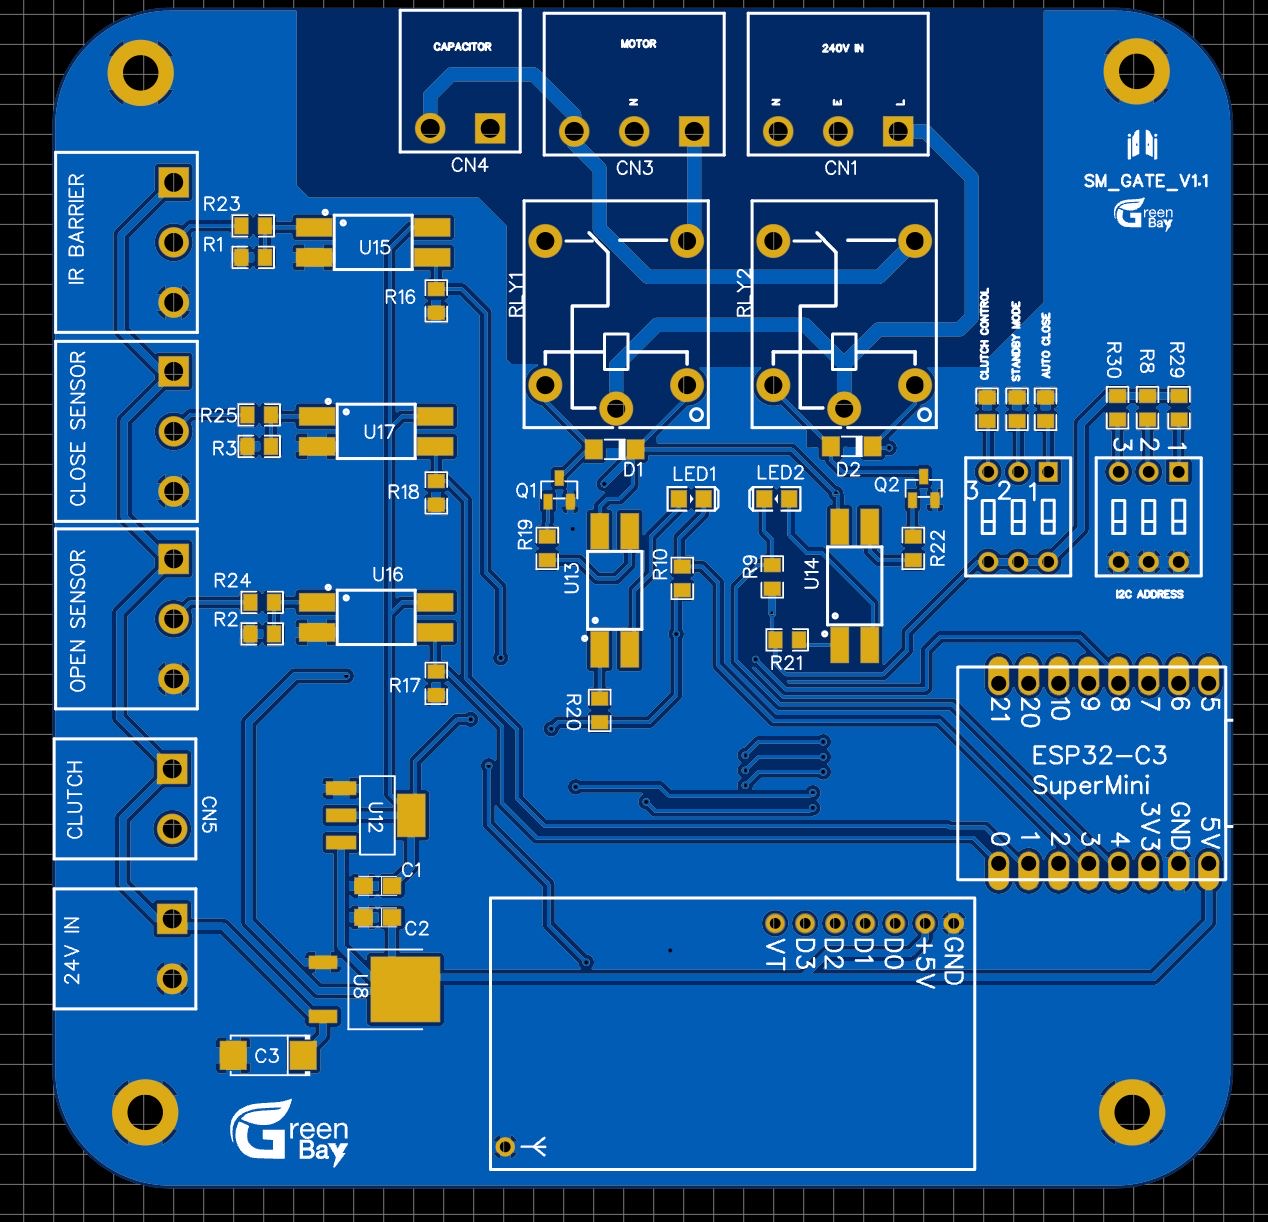 CAPACITOR
MOTOR
240V IN
N
N
E
L
CN4
CN3
CN1
SM_GATE_V1.1
Green
Bay
IR BARRIER
R23
R1
U15
R16
RLY1
RLY2
CLUTCH CONTROL
STANDBY MODE
AUTO CLOSE
R30
R8
R29
CLOSE SENSOR
R25
R3
U17
R18
D1
D2
LED1
LED2
Q1
Q2
3 2 1
3 2 1
R19
U13
R10
R9
U14
R22
I2C ADDRESS
OPEN SENSOR
R24
R2
U16
R17
R20
R21
21 20 10 9 8 7 6 5
ESP32-C3
SuperMini
0 1 2 3 4 3V3 GND 5V
CLUTCH
CN5
U12
C1
C2
24V IN
U8
C3
VT D3 D2 D1 D0 +5V GND
Y
Green
Bay